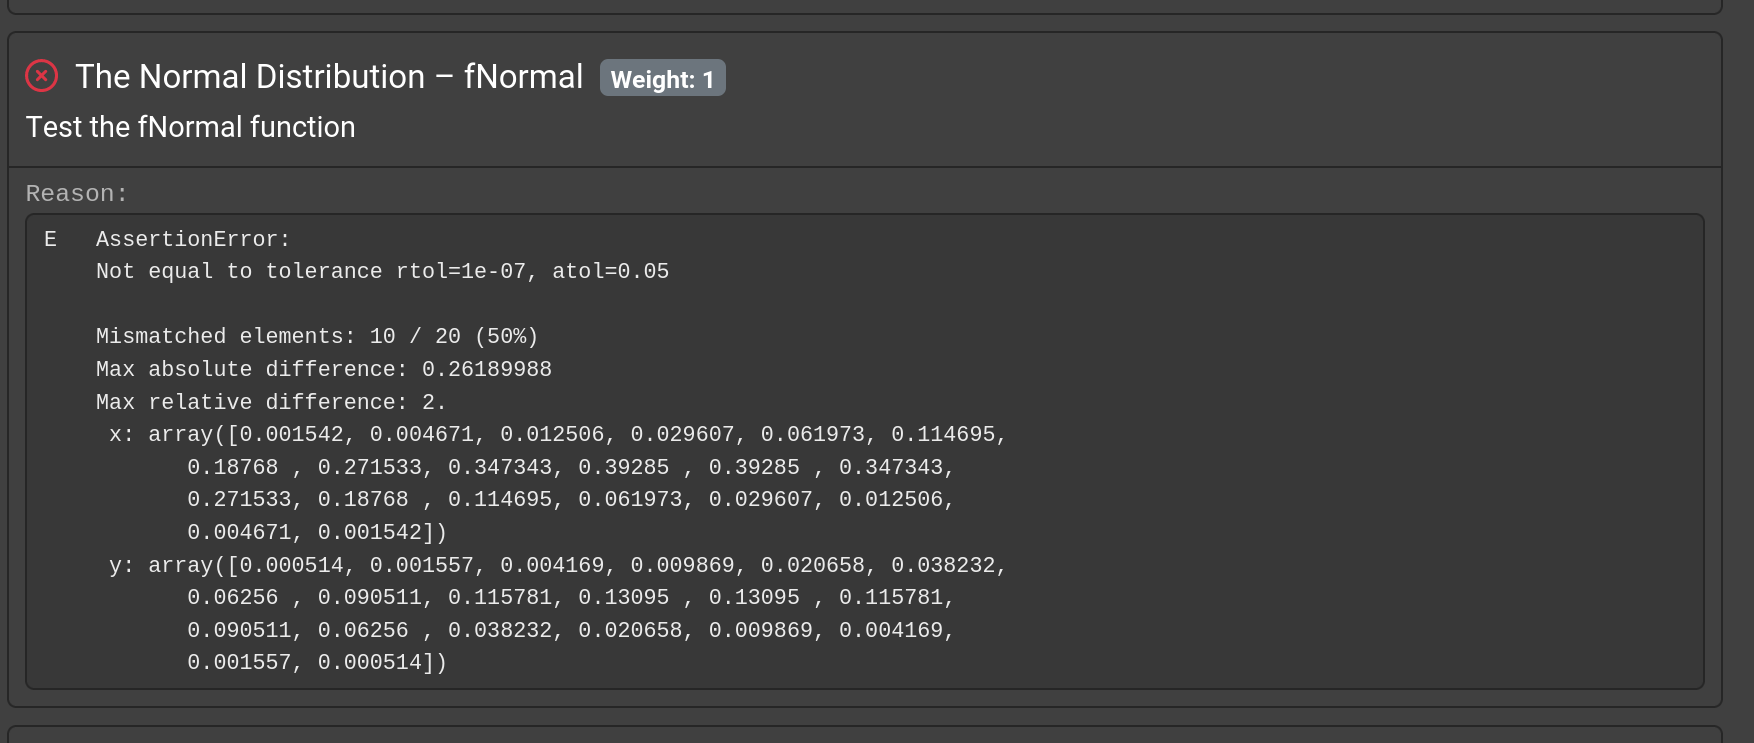 The Normal Distribution – fNormal Weight: 1
Test the fNormal function
Reason:
E   AssertionError:
    Not equal to tolerance rtol=1e-07, atol=0.05
    Mismatched elements: 10 / 20 (50%)
    Max absolute difference: 0.26189988
    Max relative difference: 2.
     x: array([0.001542, 0.004671, 0.012506, 0.029607, 0.061973, 0.114695,
           0.18768 , 0.271533, 0.347343, 0.39285 , 0.39285 , 0.347343,
           0.271533, 0.18768 , 0.114695, 0.061973, 0.029607, 0.012506,
           0.004671, 0.001542])
     y: array([0.000514, 0.001557, 0.004169, 0.009869, 0.020658, 0.038232,
           0.06256 , 0.090511, 0.115781, 0.13095 , 0.13095 , 0.115781,
           0.090511, 0.06256 , 0.038232, 0.020658, 0.009869, 0.004169,
           0.001557, 0.000514])